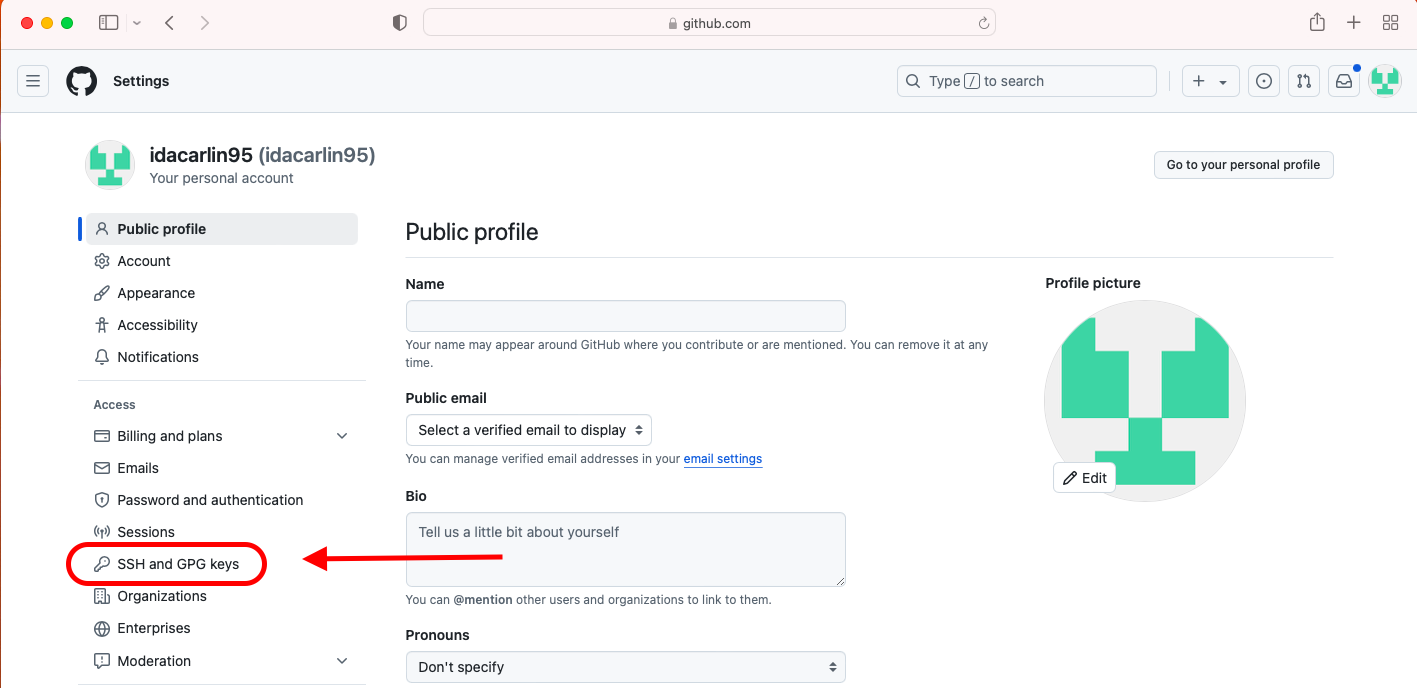 github.com
Settings
Type / to search
idacarlin95 (idacarlin95)
Your personal account
Go to your personal profile
Public profile
Account
Appearance
Accessibility
Notifications
Access
Billing and plans
Emails
Password and authentication
Sessions
SSH and GPG keys
Organizations
Enterprises
Moderation
Public profile
Name
Your name may appear around GitHub where you contribute or are mentioned. You can remove it at any
time.
Public email
Select a verified email to display
You can manage verified email addresses in your email settings
Bio
Tell us a little bit about yourself
You can @mention other users and organizations to link to them.
Pronouns
Don't specify
Profile picture
Edit